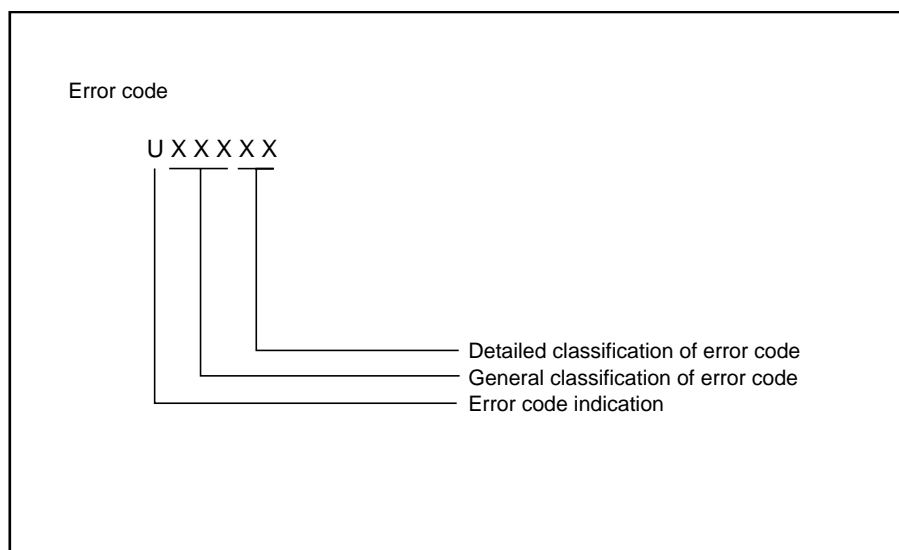 Error code
U X X X X X
Detailed classification of error code
General classification of error code
Error code indication